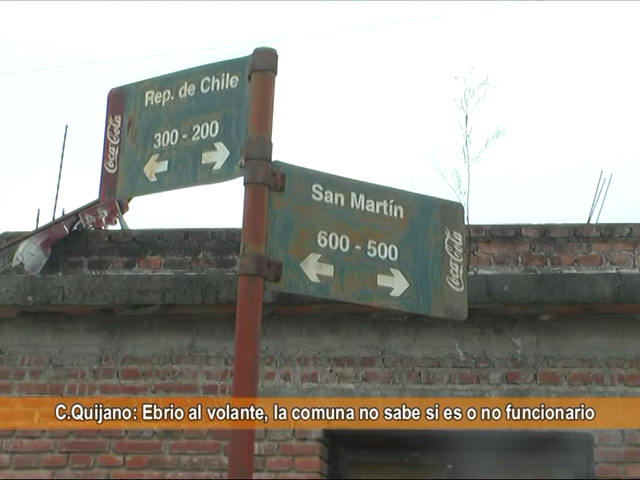 Rep. de Chile
300 - 200
Coca-Cola
San Martín
600 - 500
Coca-Cola
C.Quijano: Ebrio al volante, la comuna no sabe si es o no funcionario